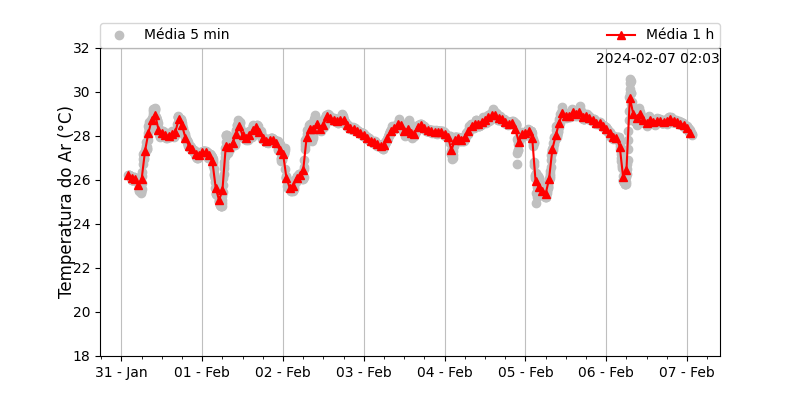 Média 5 min
Média 1 h
2024-02-07 02:03
Temperatura do Ar (°C)
32
30
28
26
24
22
20
18
31 - Jan
01 - Feb
02 - Feb
03 - Feb
04 - Feb
05 - Feb
06 - Feb
07 - Feb